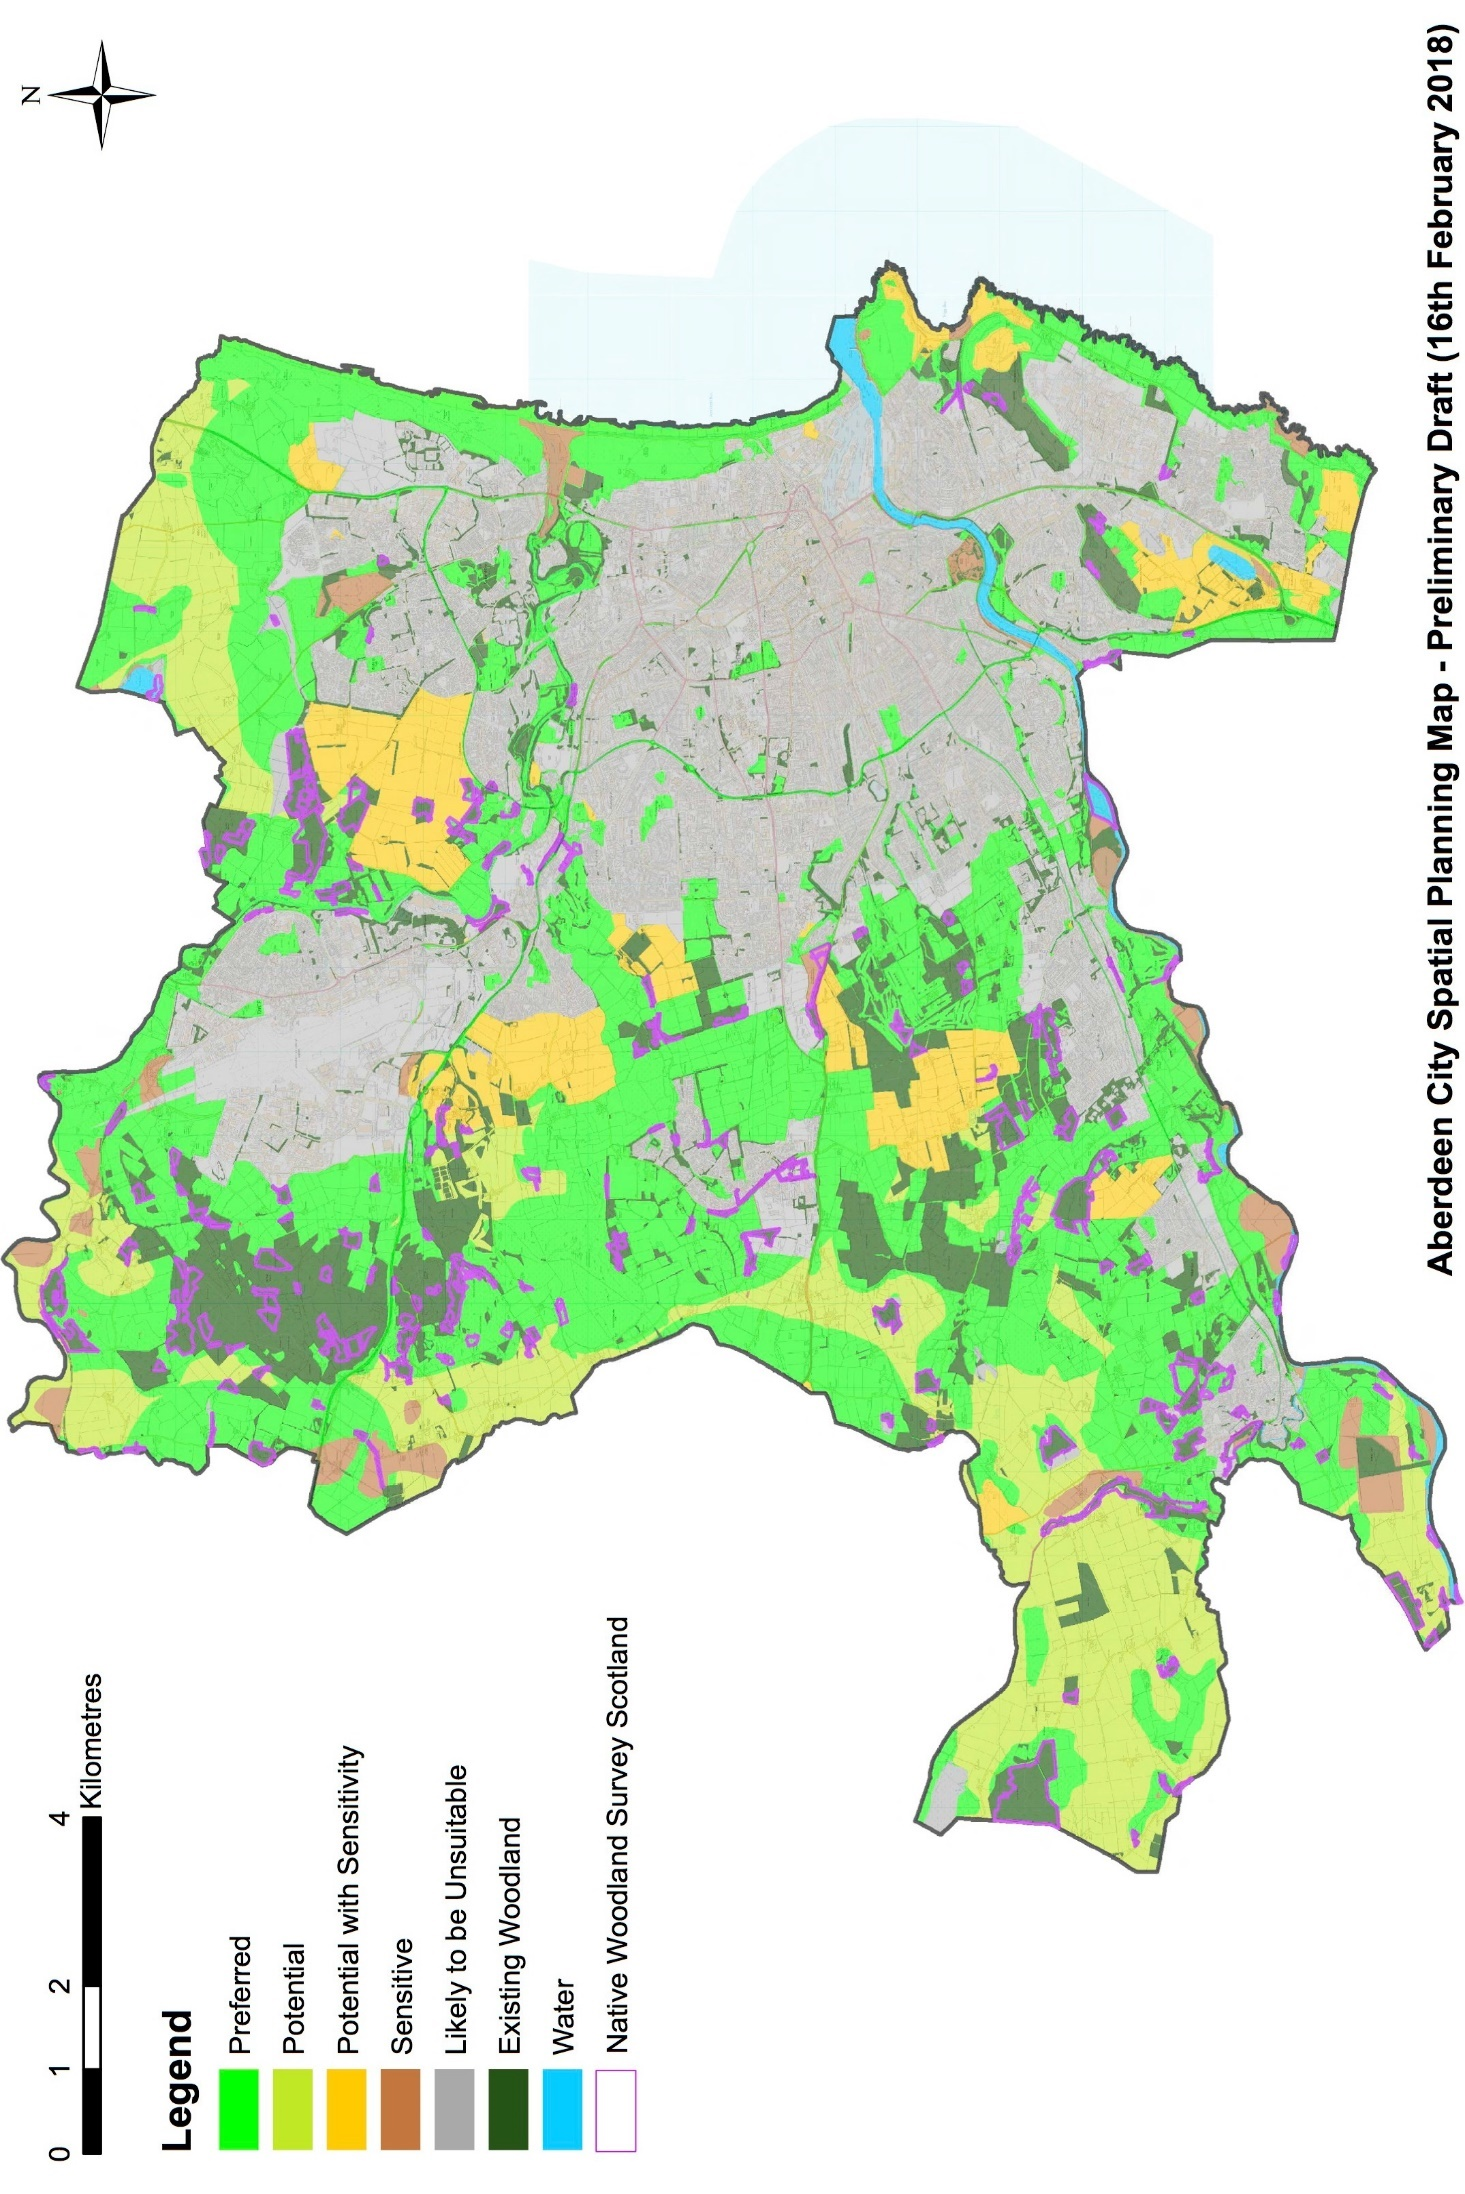 N
0 1 2 4
Kilometres
Legend
Preferred
Potential
Potential with Sensitivity
Sensitive
Likely to be Unsuitable
Existing Woodland
Water
Native Woodland Survey Scotland
Aberdeen City Spatial Planning Map - Preliminary Draft (16th February 2018)